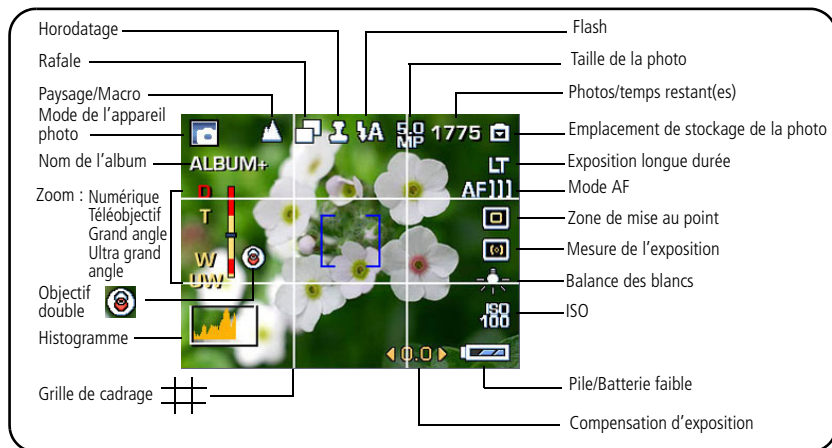 Horodatage
Rafale
Paysage/Macro
Mode de l'appareil
photo
Nom de l'album
Zoom : Numérique
Téléobjectif
Grand angle
Ultra grand
angle
Objectif
double
Histogramme
Grille de cadrage
Flash
Taille de la photo
Photos/temps restant(es)
Emplacement de stockage de la photo
Exposition longue durée
Mode AF
Zone de mise au point
Mesure de l'exposition
Balance des blancs
ISO
Pile/Batterie faible
Compensation d'exposition
A 5.0 1775
MP
ALBUM+
LT
AF
D
T
W
UW
ISO
100
0.0